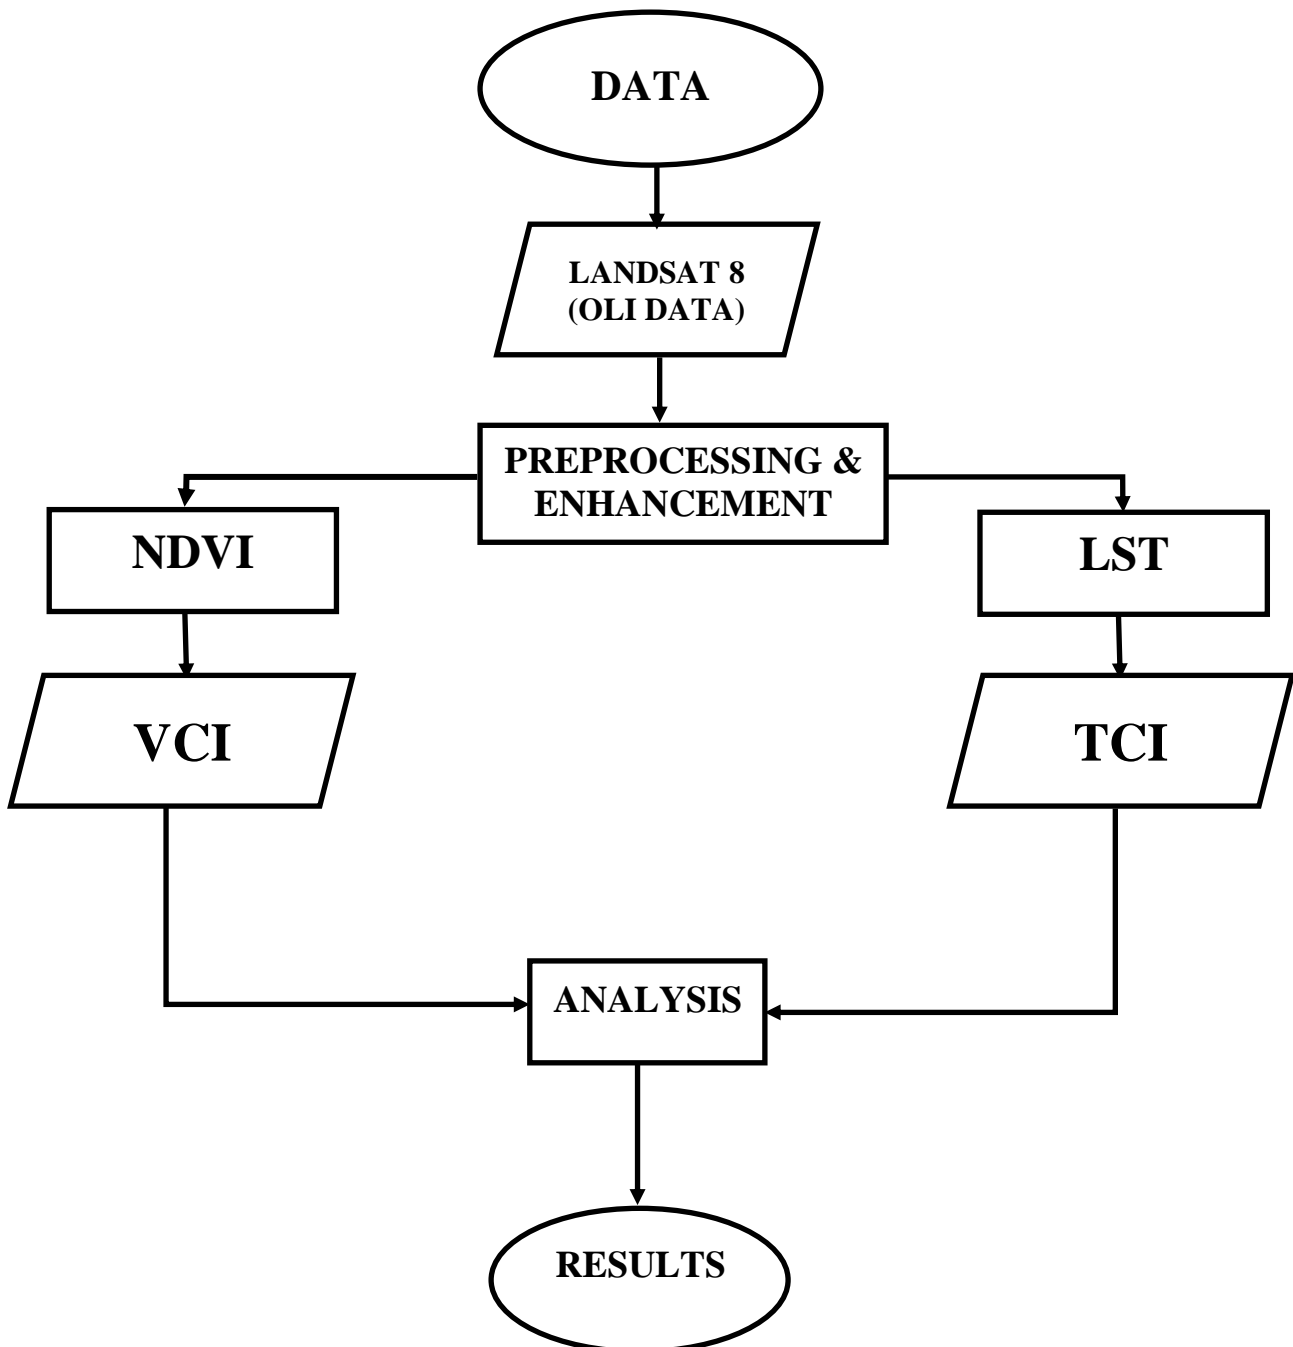 DATA
LANDSAT 8
(OLI DATA)
PREPROCESSING &
ENHANCEMENT
NDVI
LST
VCI
TCI
ANALYSIS
RESULTS